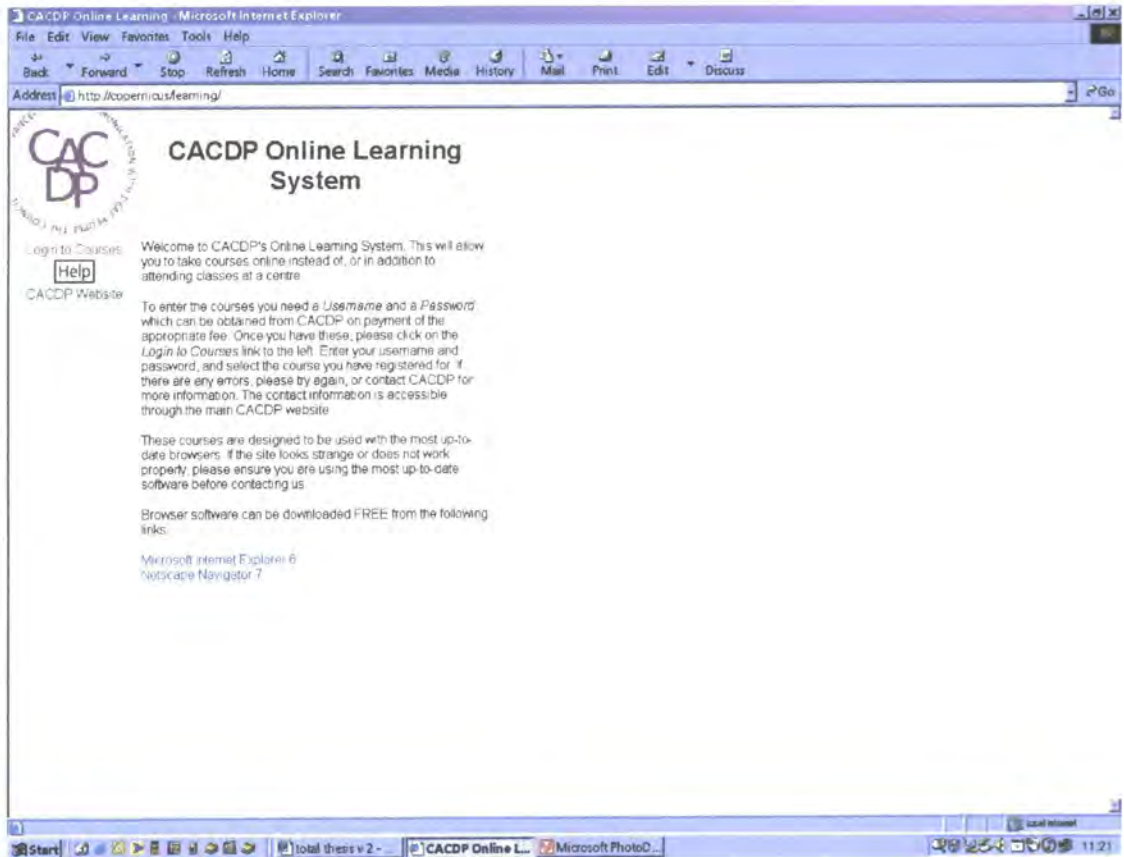 CACDP Online Learning - Microsoft Internet Explorer
File Edit View Favorites Tools Help
Back Forward Stop Refresh Home Search Favorites Media History Mail Print Edit Discuss
Address http://copernicus/learning/ Go
CAC
DP
CACDP Online Learning
System
Login to Courses
Help
CACDP Website
Welcome to CACDP's Online Learning System. This will allow
you to take courses online instead of, or in addition to
attending classes at a centre
To enter the courses you need a Username and a Password
which can be obtained from CACDP on payment of the
appropriate fee. Once you have these, please click on the
Login to Courses link to the left. Enter your username and
password, and select the course you have registered for. If
there are any errors, please try again, or contact CACDP for
more information. The contact information is accessible
through the main CACDP website
These courses are designed to be used with the most up-to-
date browsers. If the site looks strange or does not work
properly, please ensure you are using the most up-to-date
software before contacting us
Browser software can be downloaded FREE from the following
links.
Microsoft Internet Explorer 6
Netscape Navigator 7
Local intranet
Start total thesis v 2 - ... CACDP Online L... Microsoft PhotoD... 11:21